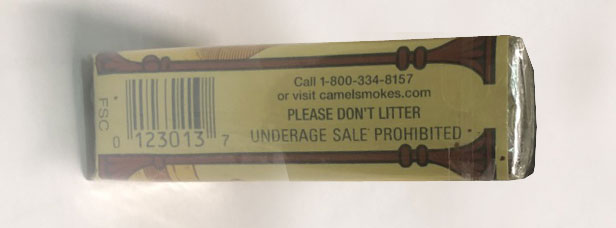 Call 1-800-334-8157
or visit camelsmokes.com
PLEASE DON'T LITTER
UNDERAGE SALE PROHIBITED
FSC
0 123013 7